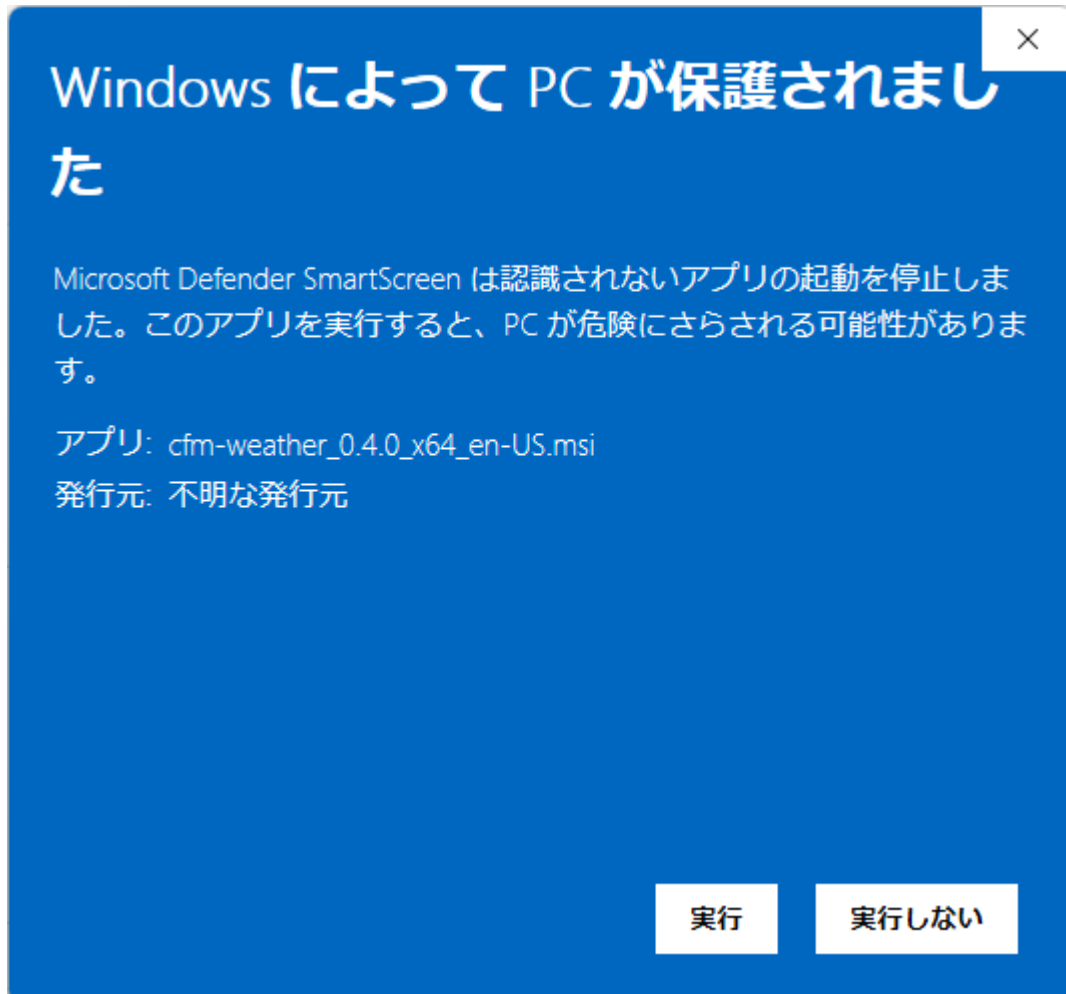 Windows によって PC が保護されまし
た
Microsoft Defender SmartScreen は認識されないアプリの起動を停止しま
した。このアプリを実行すると、PC が危険にさらされる可能性がありま
す。
アプリ: cfm-weather_0.4.0_x64_en-US.msi
発行元: 不明な発行元
実行 実行しない